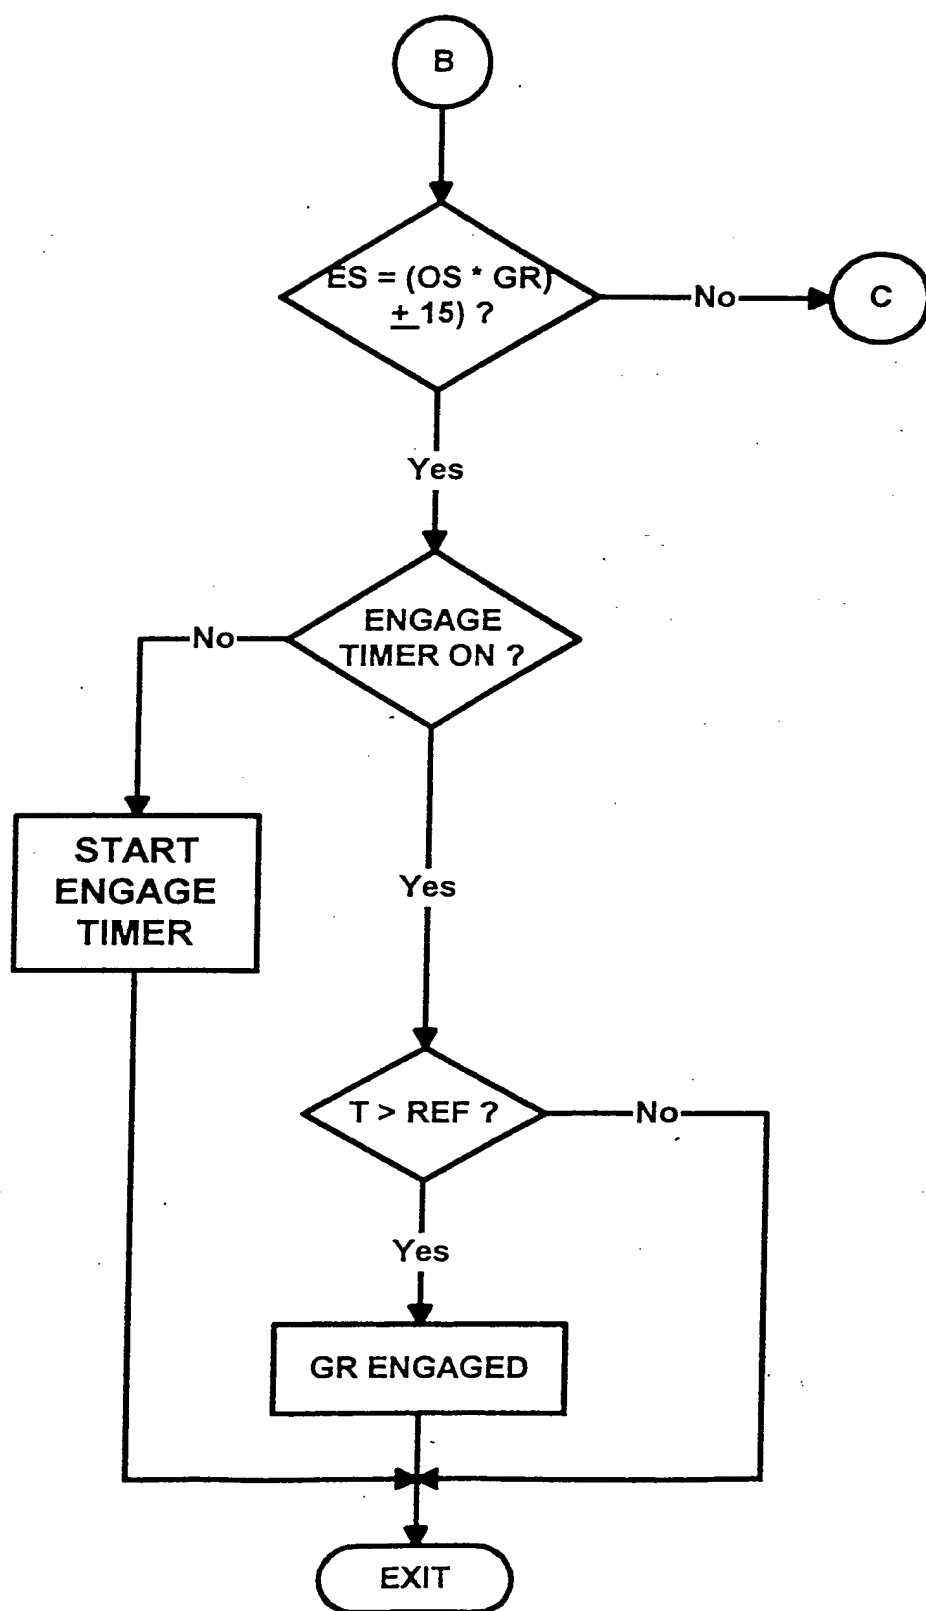 B
ES = (OS * GR)
± 15) ?
No
C
Yes
ENGAGE
TIMER ON ?
No
START
ENGAGE
TIMER
Yes
T > REF ?
No
Yes
GR ENGAGED
EXIT